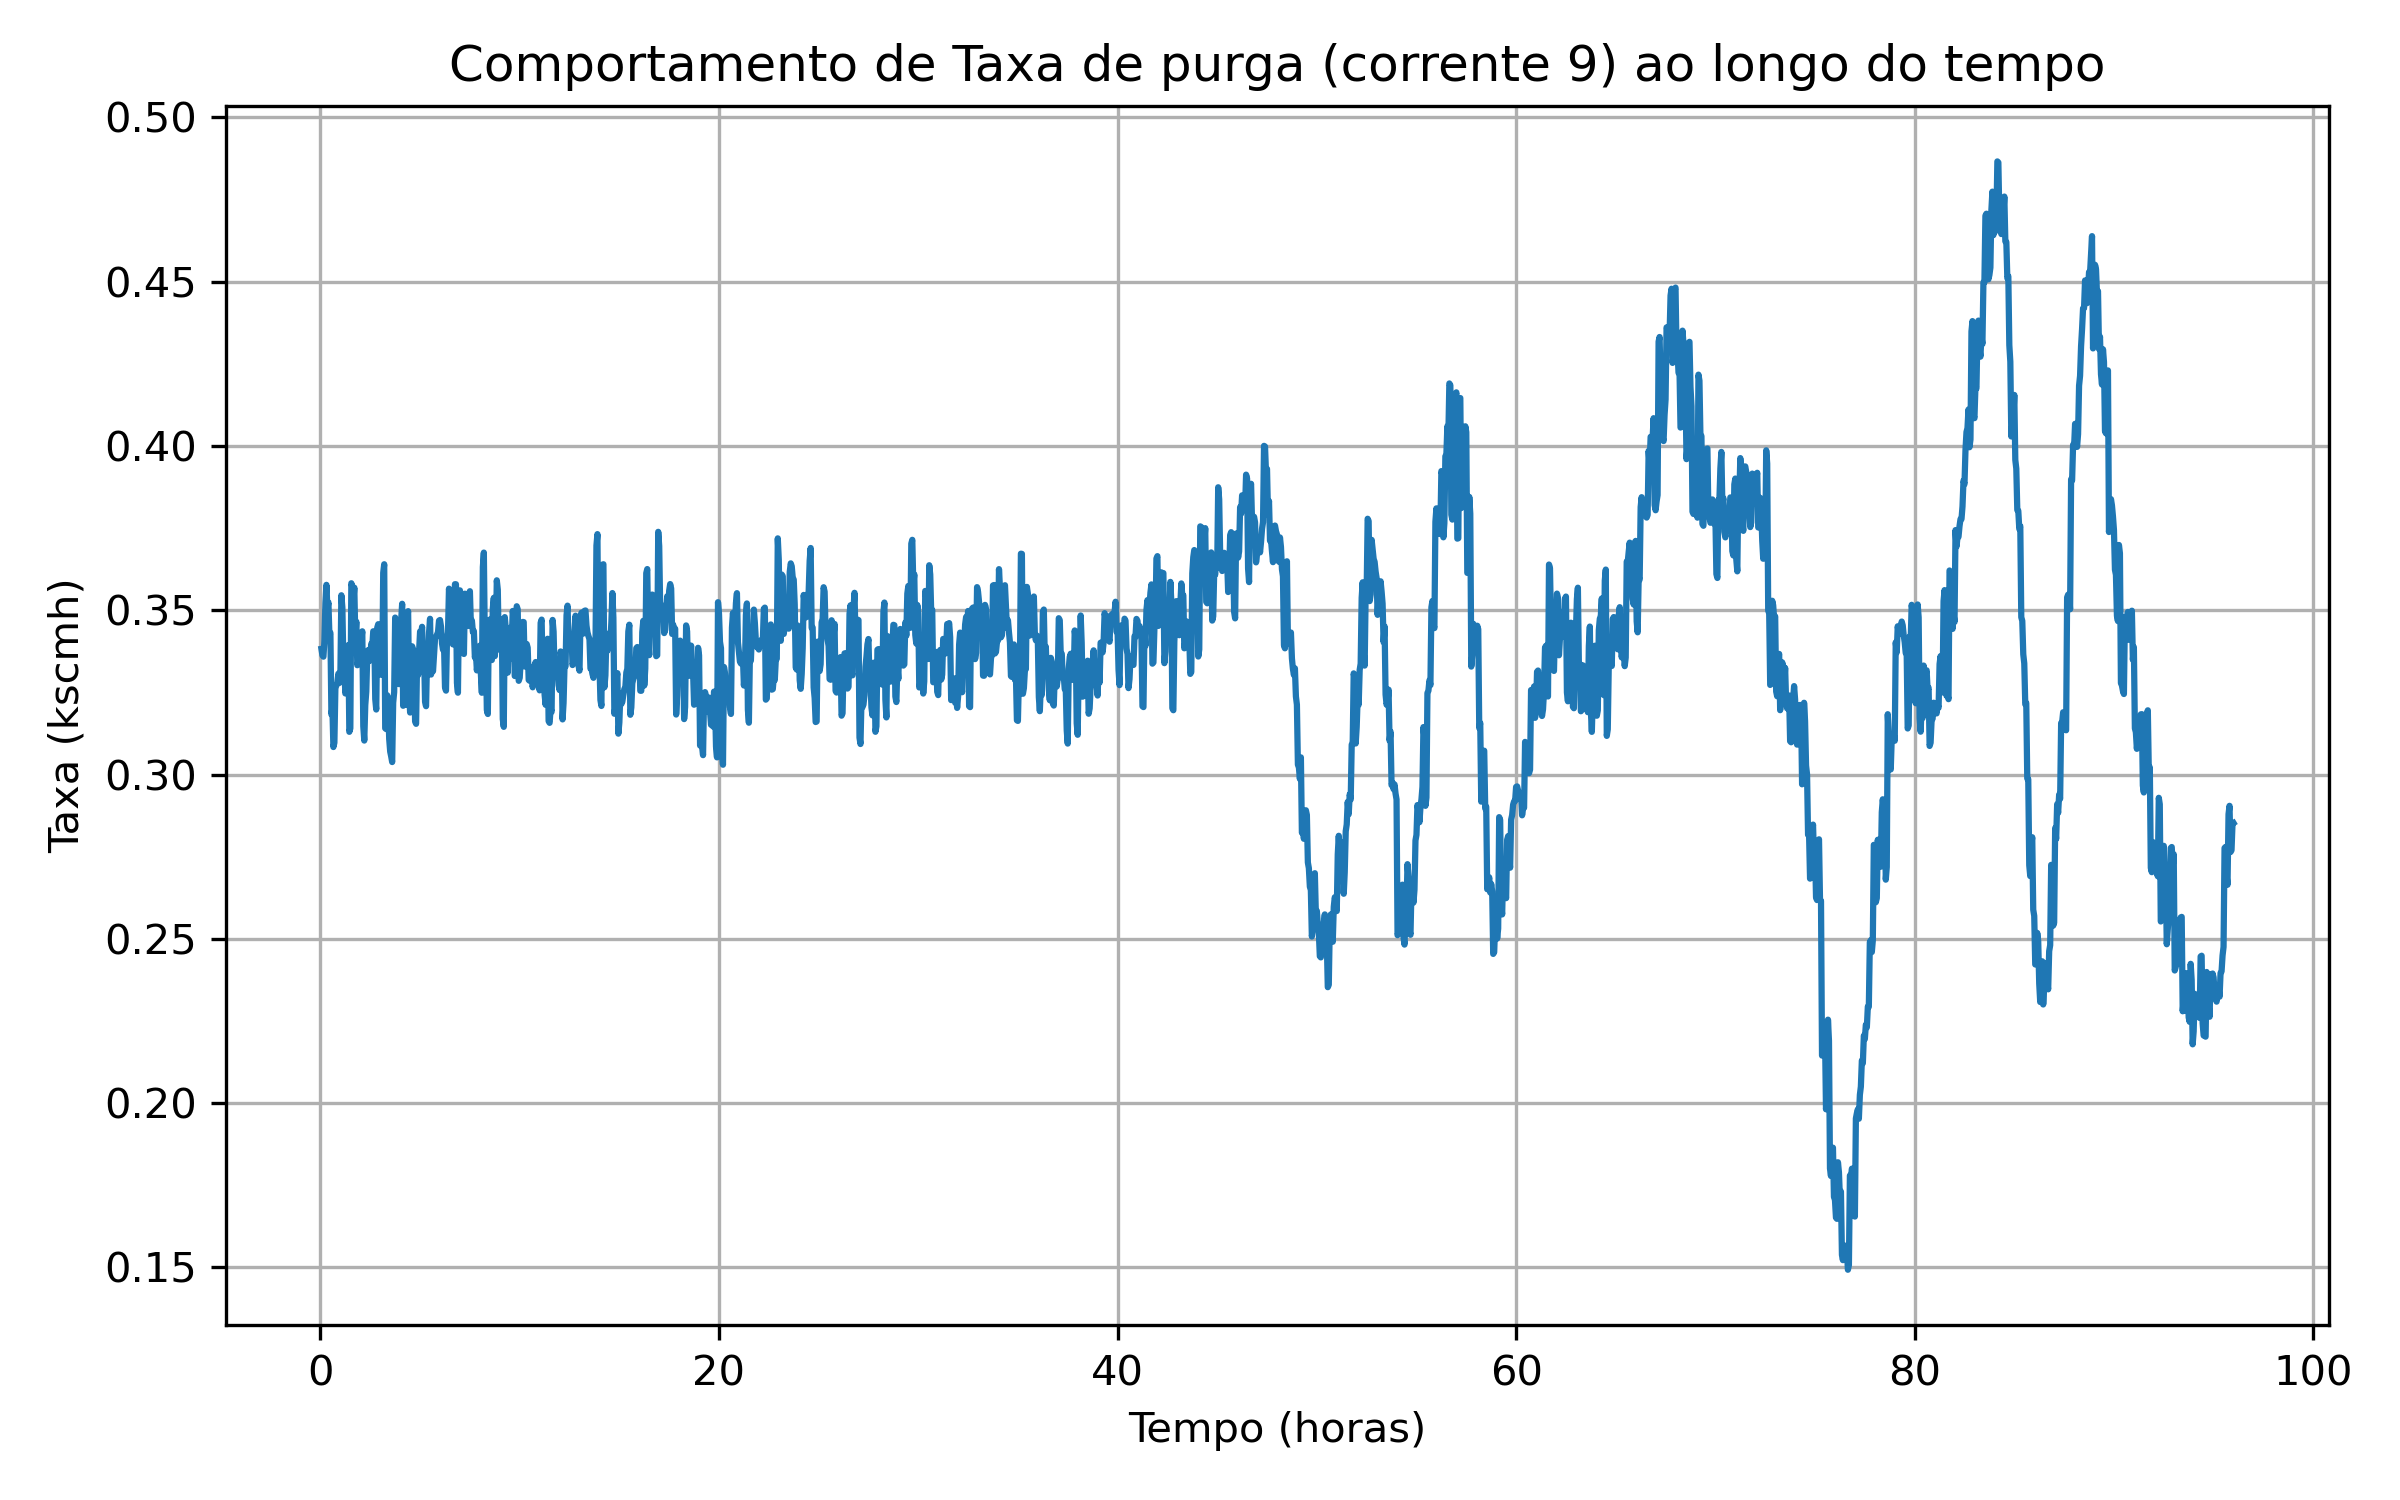 Comportamento de Taxa de purga (corrente 9) ao longo do tempo
0.50
0.45
0.40
0.35
0.30
0.25
0.20
0.15
Taxa (kscmh)
0 20 40 60 80 100
Tempo (horas)